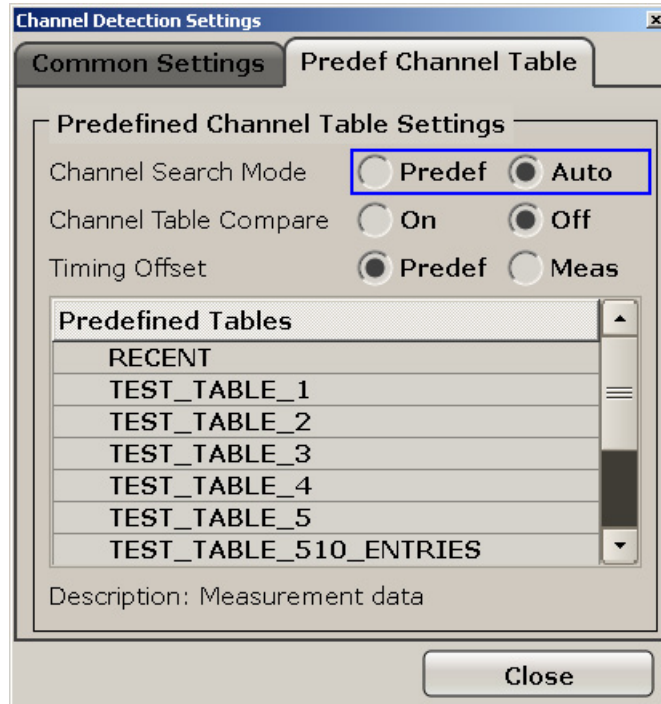 Channel Detection Settings
Common Settings Predef Channel Table
Predefined Channel Table Settings
Channel Search Mode Predef Auto
Channel Table Compare On Off
Timing Offset Predef Meas
Predefined Tables
RECENT
TEST_TABLE_1
TEST_TABLE_2
TEST_TABLE_3
TEST_TABLE_4
TEST_TABLE_5
TEST_TABLE_510_ENTRIES
Description: Measurement data
Close